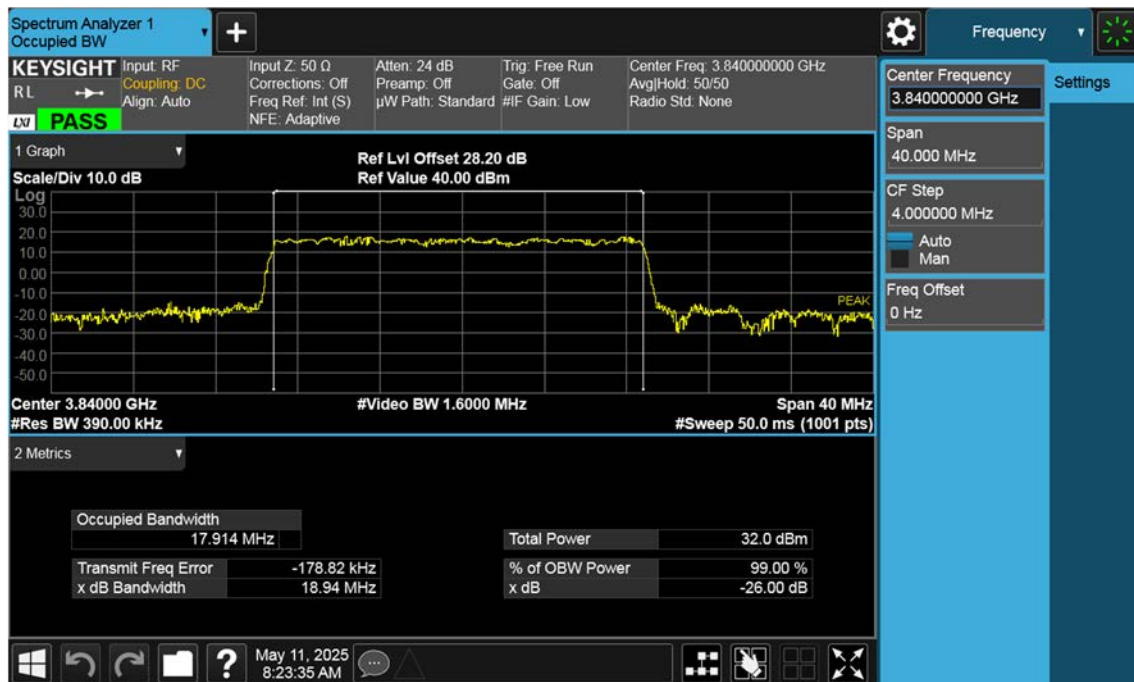 Spectrum Analyzer 1
Occupied BW
+
Frequency
KEYSIGHT
RL
LXI PASS
Input: RF
Coupling: DC
Align: Auto
Input Z: 50 Ω
Corrections: Off
Freq Ref: Int (S)
NFE: Adaptive
Atten: 24 dB
Preamp: Off
µW Path: Standard
Trig: Free Run
Gate: Off
#IF Gain: Low
Center Freq: 3.840000000 GHz
Avg|Hold: 50/50
Radio Std: None
Center Frequency
3.840000000 GHz
Settings
Span
40.000 MHz
CF Step
4.000000 MHz
Auto
Man
Freq Offset
0 Hz
1 Graph
Scale/Div 10.0 dB
Ref Lvl Offset 28.20 dB
Ref Value 40.00 dBm
Log
30.0
20.0
10.0
0.00
-10.0
-20.0
-30.0
-40.0
-50.0
PEAK
Center 3.84000 GHz
#Video BW 1.6000 MHz
Span 40 MHz
#Res BW 390.00 kHz
#Sweep 50.0 ms (1001 pts)
2 Metrics
Occupied Bandwidth
17.914 MHz
Total Power 32.0 dBm
Transmit Freq Error -178.82 kHz
% of OBW Power 99.00 %
x dB Bandwidth 18.94 MHz
x dB -26.00 dB
?
May 11, 2025
8:23:35 AM